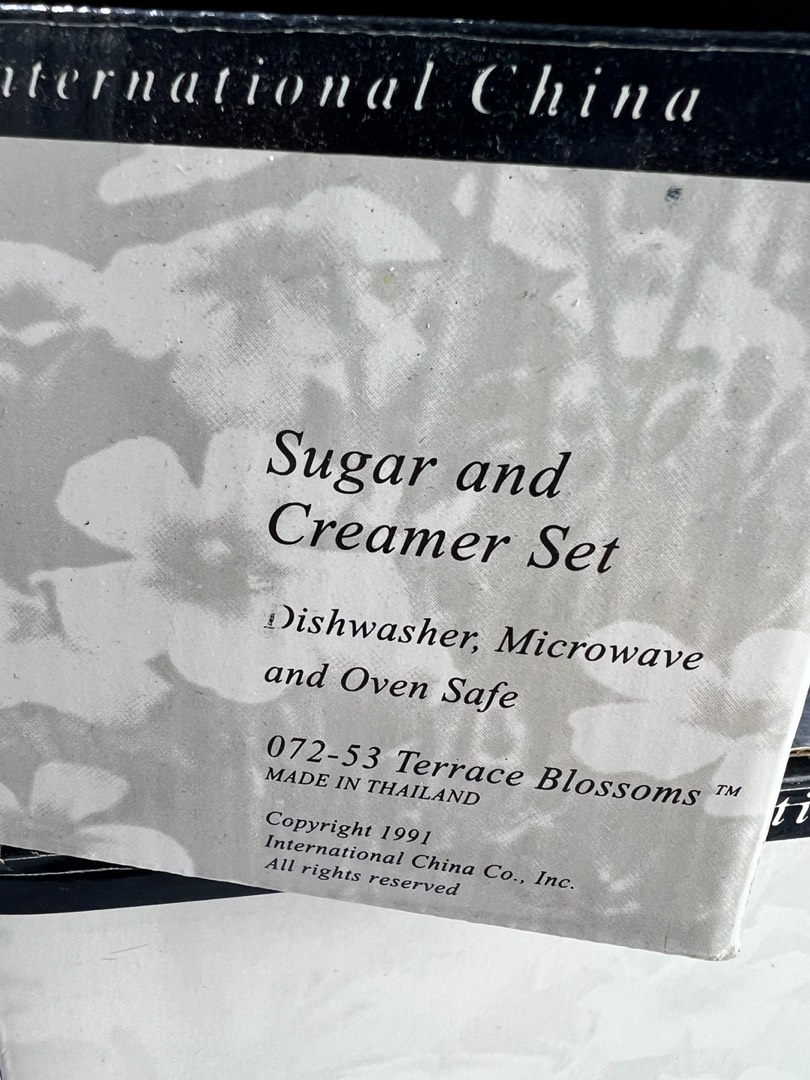 nternational China
Sugar and
Creamer Set
Dishwasher, Microwave
and Oven Safe
072-53 Terrace Blossoms ™
MADE IN THAILAND
Copyright 1991
International China Co., Inc.
All rights reserved
ti